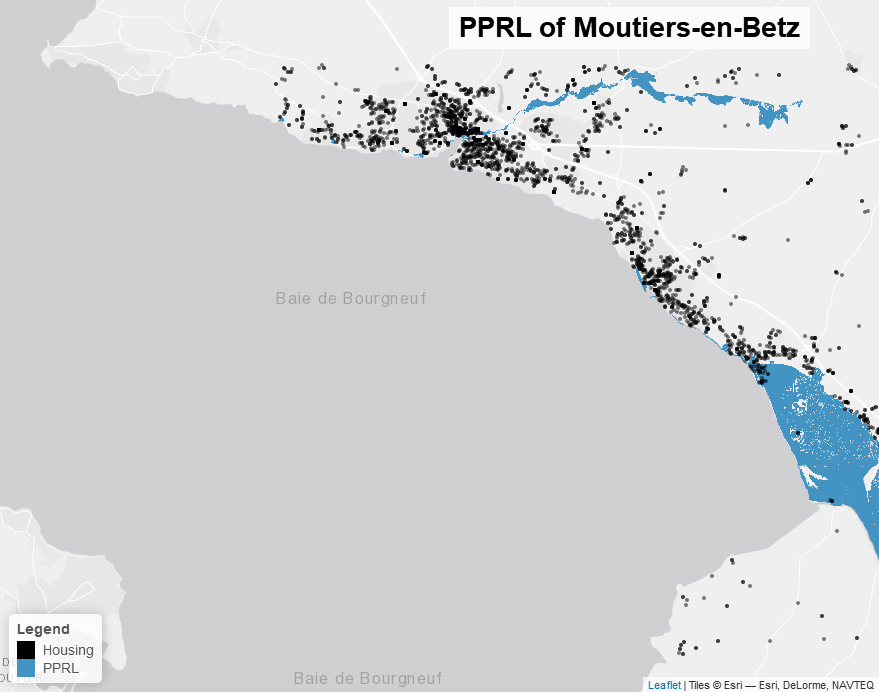 PPRL of Moutiers-en-Betz
Baie de Bourgneuf
Legend
Housing
PPRL
Baie de Bourgneuf
Leaflet | Tiles © Esri — Esri, DeLorme, NAVTEQ